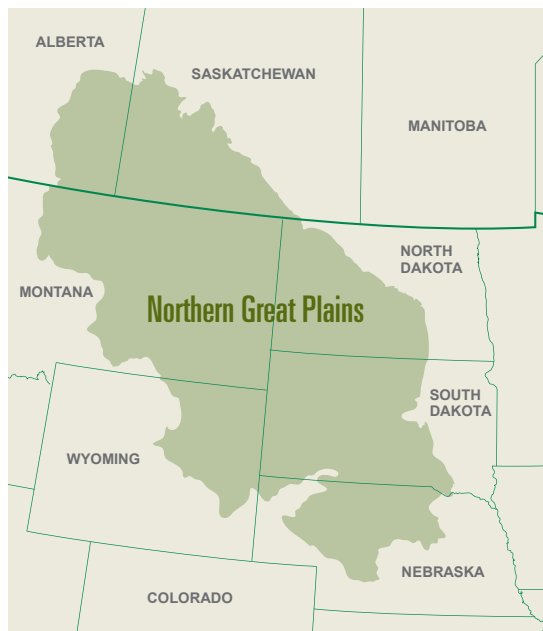 ALBERTA
SASKATCHEWAN
MANITOBA
NORTH
DAKOTA
MONTANA
Northern Great Plains
SOUTH
DAKOTA
WYOMING
NEBRASKA
COLORADO